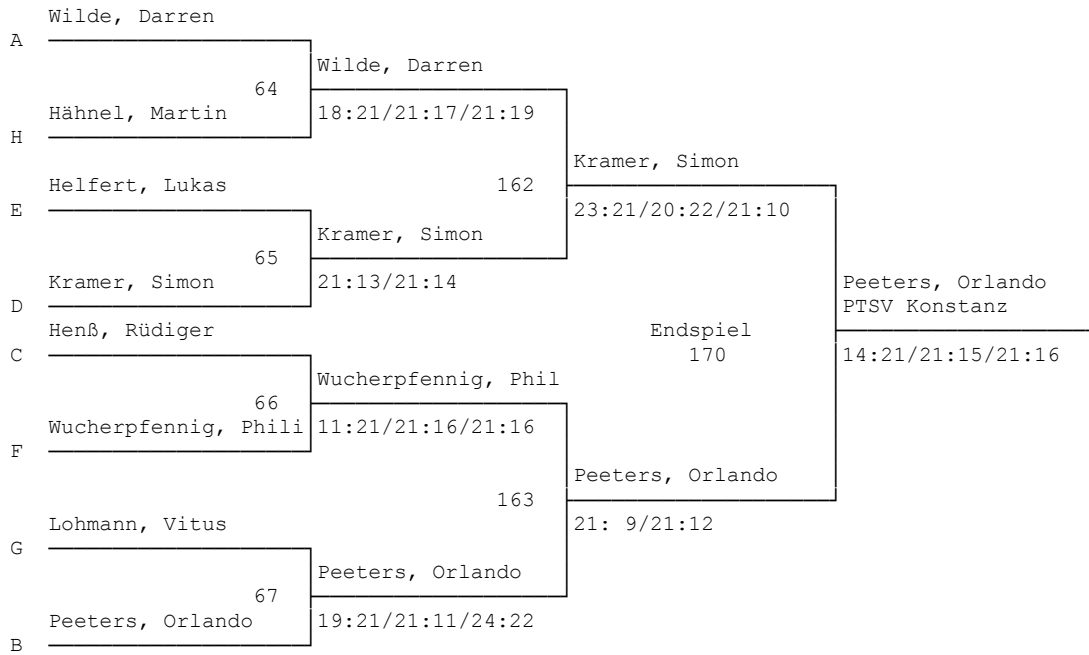 Wilde, Darren
A
Wilde, Darren
64
Hähnel, Martin 18:21/21:17/21:19
H
Kramer, Simon
Helfert, Lukas 162
E 23:21/20:22/21:10
Kramer, Simon
65
Kramer, Simon 21:13/21:14 Peeters, Orlando
D PTSV Konstanz
Henß, Rüdiger Endspiel
C 170 14:21/21:15/21:16
Wucherpfennig, Phil
66
Wucherpfennig, Phili 11:21/21:16/21:16
F
Peeters, Orlando
163
Lohmann, Vitus 21: 9/21:12
G
Peeters, Orlando
67
Peeters, Orlando 19:21/21:11/24:22
B